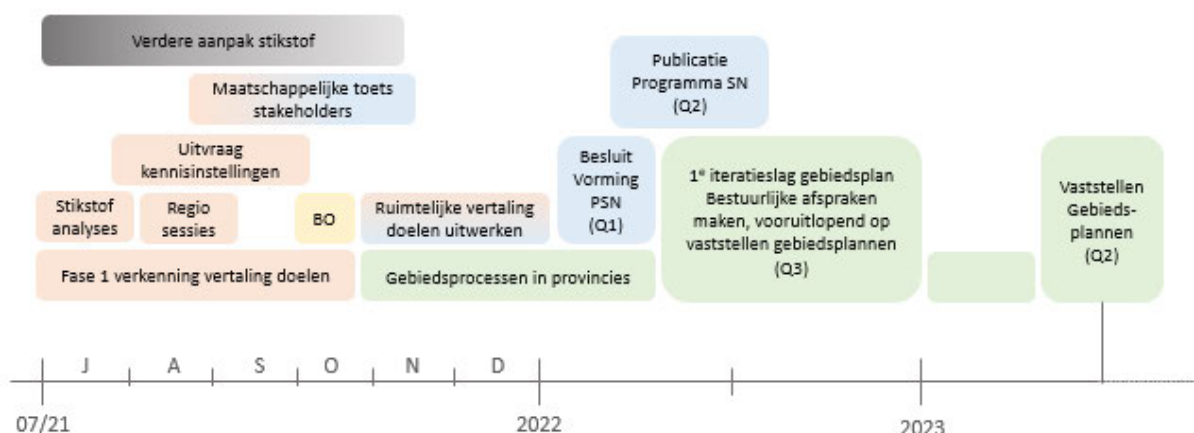 Verdere aanpak stikstof
Maatschappelijke toets
stakeholders
Publicatie
Programma SN
(Q2)
Uitvraag
kennisinstellingen
Besluit
Vorming
PSN
(Q1)
1e iteratieslag gebiedsplan
Bestuurlijke afspraken
maken, vooruitlopend op
vaststellen gebiedsplannen
(Q3)
Vaststellen
Gebieds-
plannen
(Q2)
Stikstof
analyses
Regio
sessies
BO
Ruimtelijke vertaling
doelen uitwerken
Fase 1 verkenning vertaling doelen
Gebiedsprocessen in provincies
J A S O N D
07/21 2022 2023